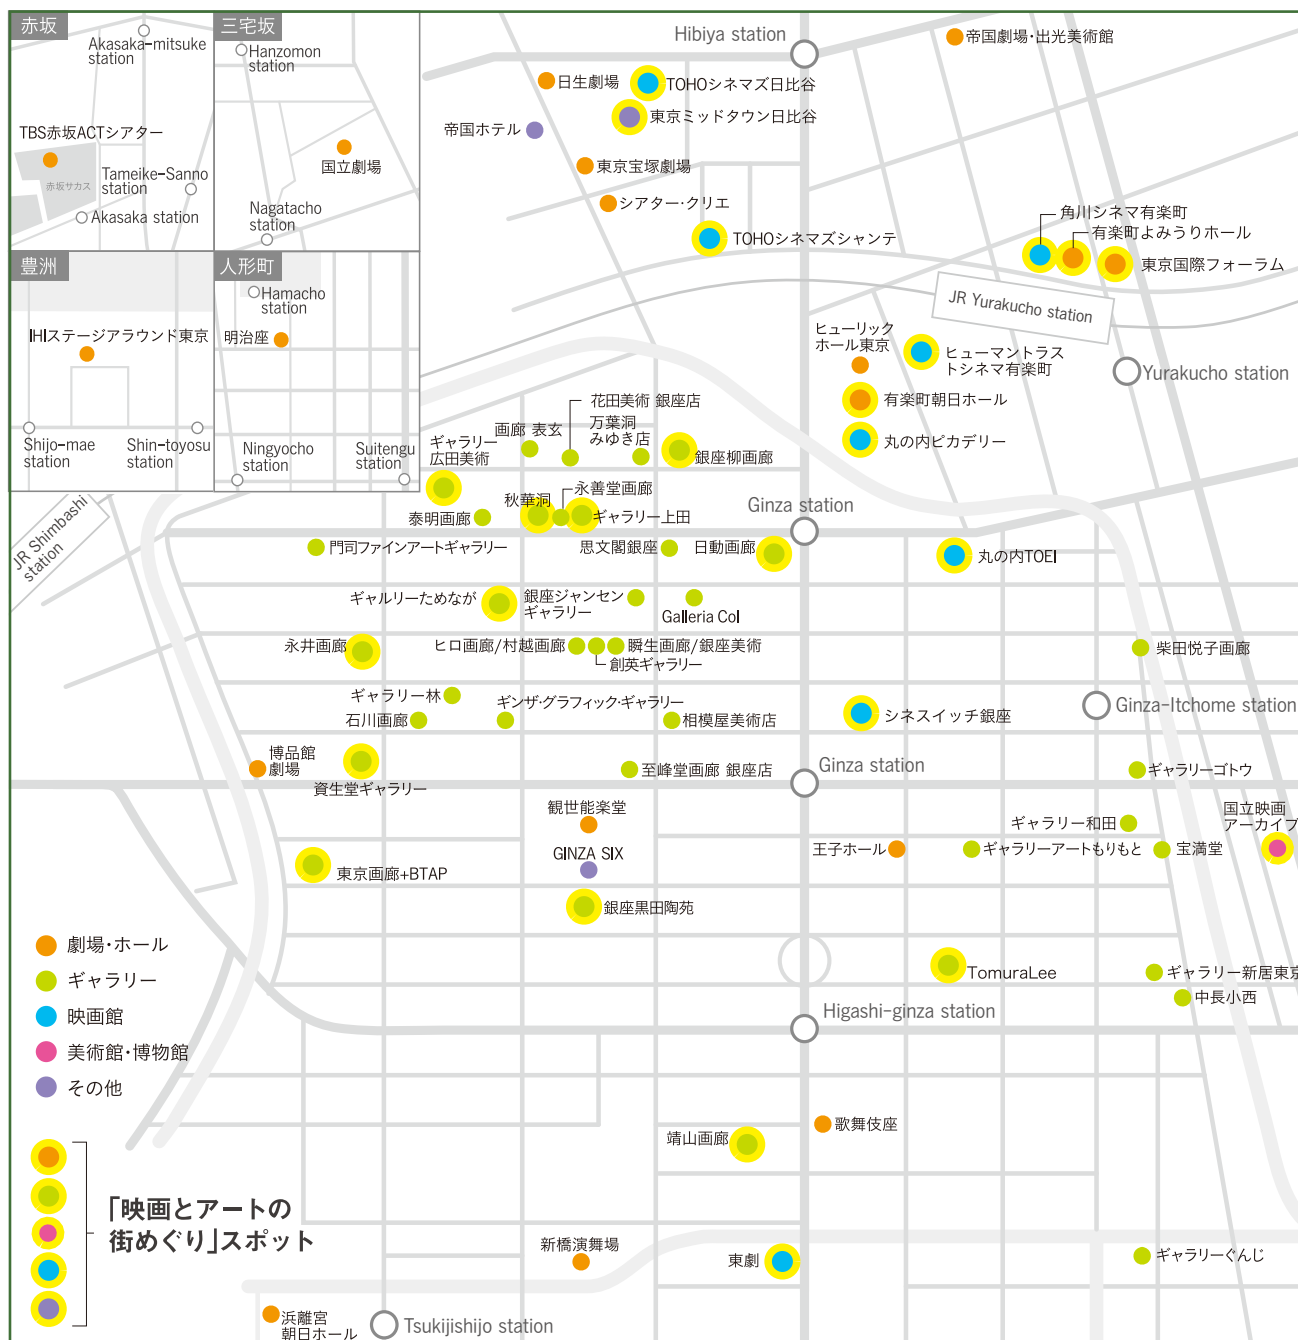 赤坂
Akasaka-mitsuke
station
TBS赤坂ACTシアター
赤坂サカス
Tameike-Sanno
station
Akasaka station
三宅坂
Hanzomon
station
国立劇場
Nagatacho
station
豊洲
IHIステージアラウンド東京
Shijo-mae
station
Shin-toyosu
station
人形町
Hamacho
station
明治座
Ningyocho
station
Suitengu
station
Hibiya station
帝国劇場・出光美術館
日生劇場
TOHOシネマズ日比谷
東京ミッドタウン日比谷
帝国ホテル
東京宝塚劇場
シアター・クリエ
TOHOシネマズシャンテ
角川シネマ有楽町
有楽町よみうりホール
東京国際フォーラム
JR Yurakucho station
ヒューリック
ホール東京
ヒューマントラス
トシネマ有楽町
Yurakucho station
有楽町朝日ホール
丸の内ピカデリー
花田美術 銀座店
画廊 表玄
万葉洞
みゆき店
ギャラリー
広田美術
銀座柳画廊
秋華洞
永善堂画廊
泰明画廊
ギャラリー上田
Ginza station
JR Shimbashi
station
門司ファインアートギャラリー
思文閣銀座
日動画廊
丸の内TOEI
ギャルリーためなが
銀座ジャンセン
ギャラリー
Galleria Col
永井画廊
ヒロ画廊/村越画廊
瞬生画廊/銀座美術
創英ギャラリー
柴田悦子画廊
ギャラリー林
ギンザ・グラフィック・ギャラリー
石川画廊
相模屋美術店
シネスイッチ銀座
Ginza-Itchome station
博品館
劇場
資生堂ギャラリー
至峰堂画廊 銀座店
Ginza station
ギャラリーゴトウ
観世能楽堂
国立映画
アーカイブ
ギャラリー和田
GINZA SIX
王子ホール
ギャラリーアートもりもと
宝満堂
東京画廊+BTAP
銀座黒田陶苑
TomuraLee
ギャラリー新居東京
中長小西
Higashi-ginza station
劇場・ホール
ギャラリー
映画館
美術館・博物館
その他
靖山画廊
歌舞伎座
「映画とアートの
街めぐり」スポット
新橋演舞場
東劇
ギャラリーぐんじ
浜離宮
朝日ホール
Tsukijishijo station